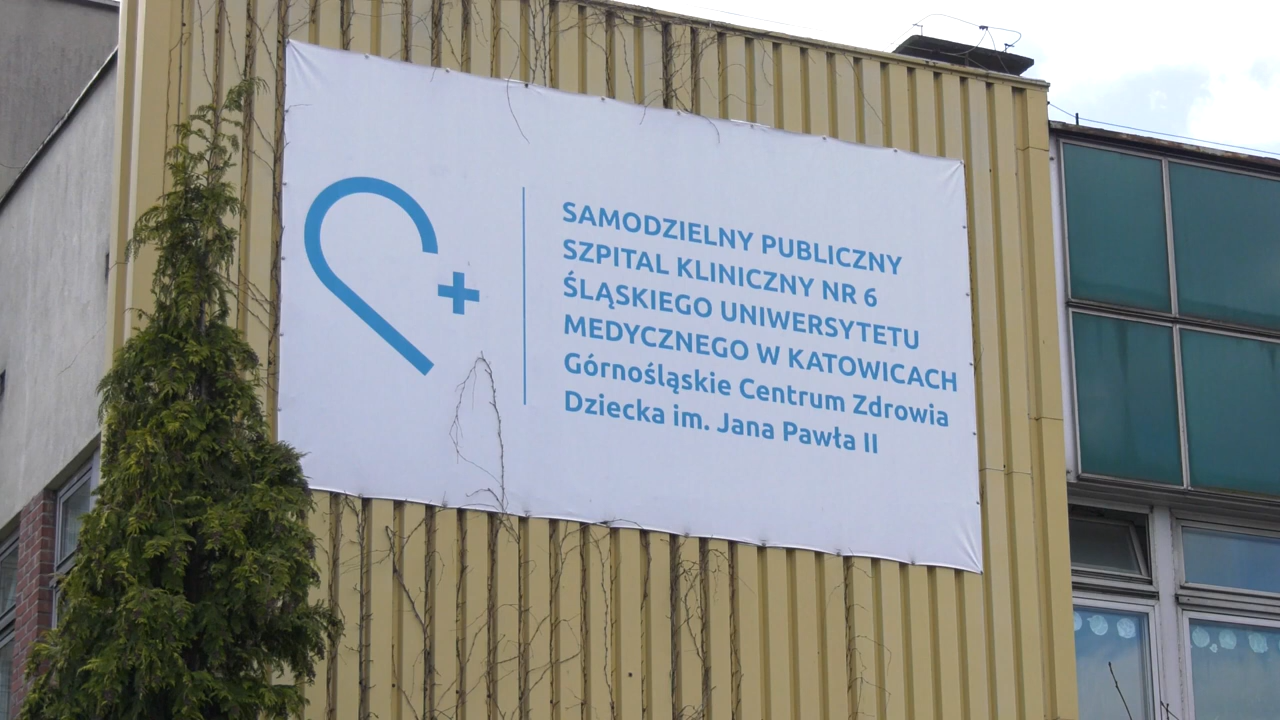 SAMODZIELNY PUBLICZNY
SZPITAL KLINICZNY NR 6
ŚLĄSKIEGO UNIWERSYTETU
MEDYCZNEGO W KATOWICACH
Górnośląskie Centrum Zdrowia
Dziecka im. Jana Pawła II